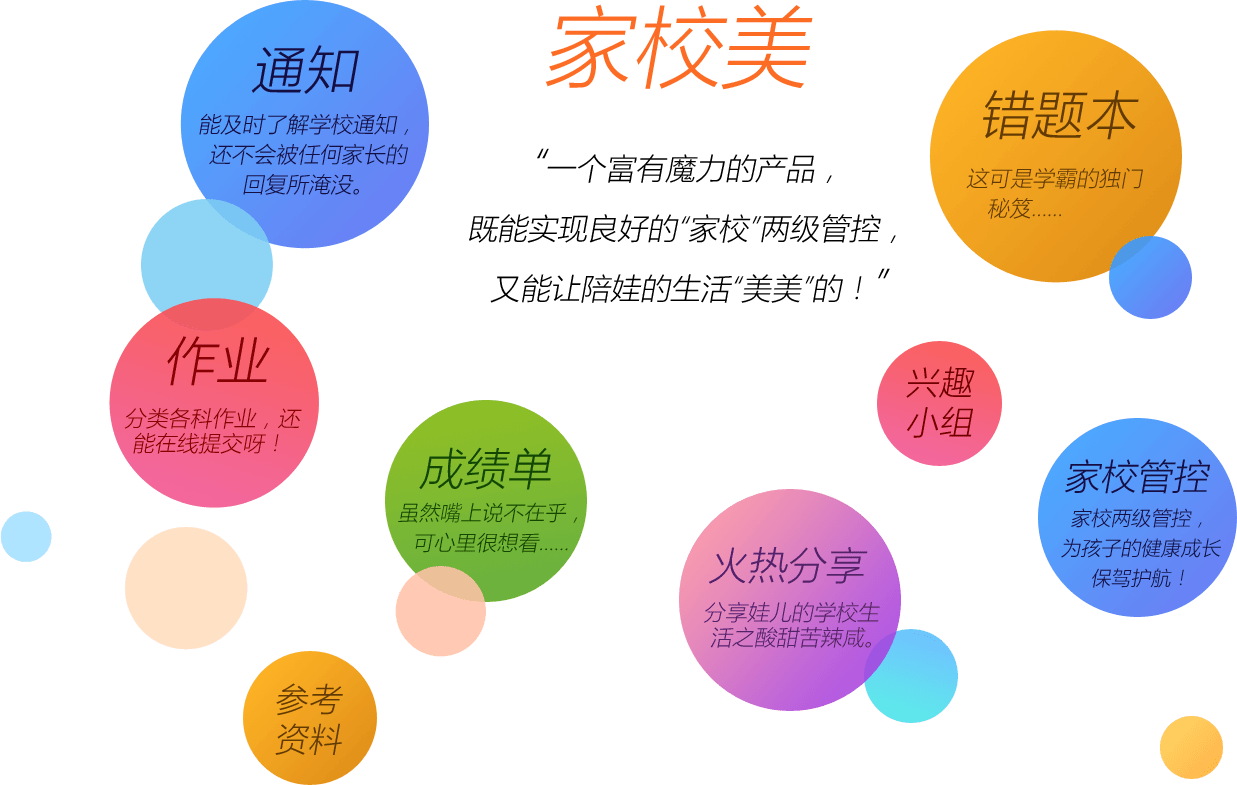 家校美
“一个富有魔力的产品，
既能实现良好的“家校”两级管控，
又能让陪娃的生活“美美”的！”
通知
能及时了解学校通知，
还不会被任何家长的
回复所淹没。
错题本
这可是学霸的独门
秘笈......
作业
分类各科作业，还
能在线提交呀！
兴趣
小组
成绩单
虽然嘴上说不在乎，
可心里很想看......
家校管控
家校两级管控，
为孩子的健康成长
保驾护航！
火热分享
分享娃儿的学校生
活之酸甜苦辣咸。
参考
资料